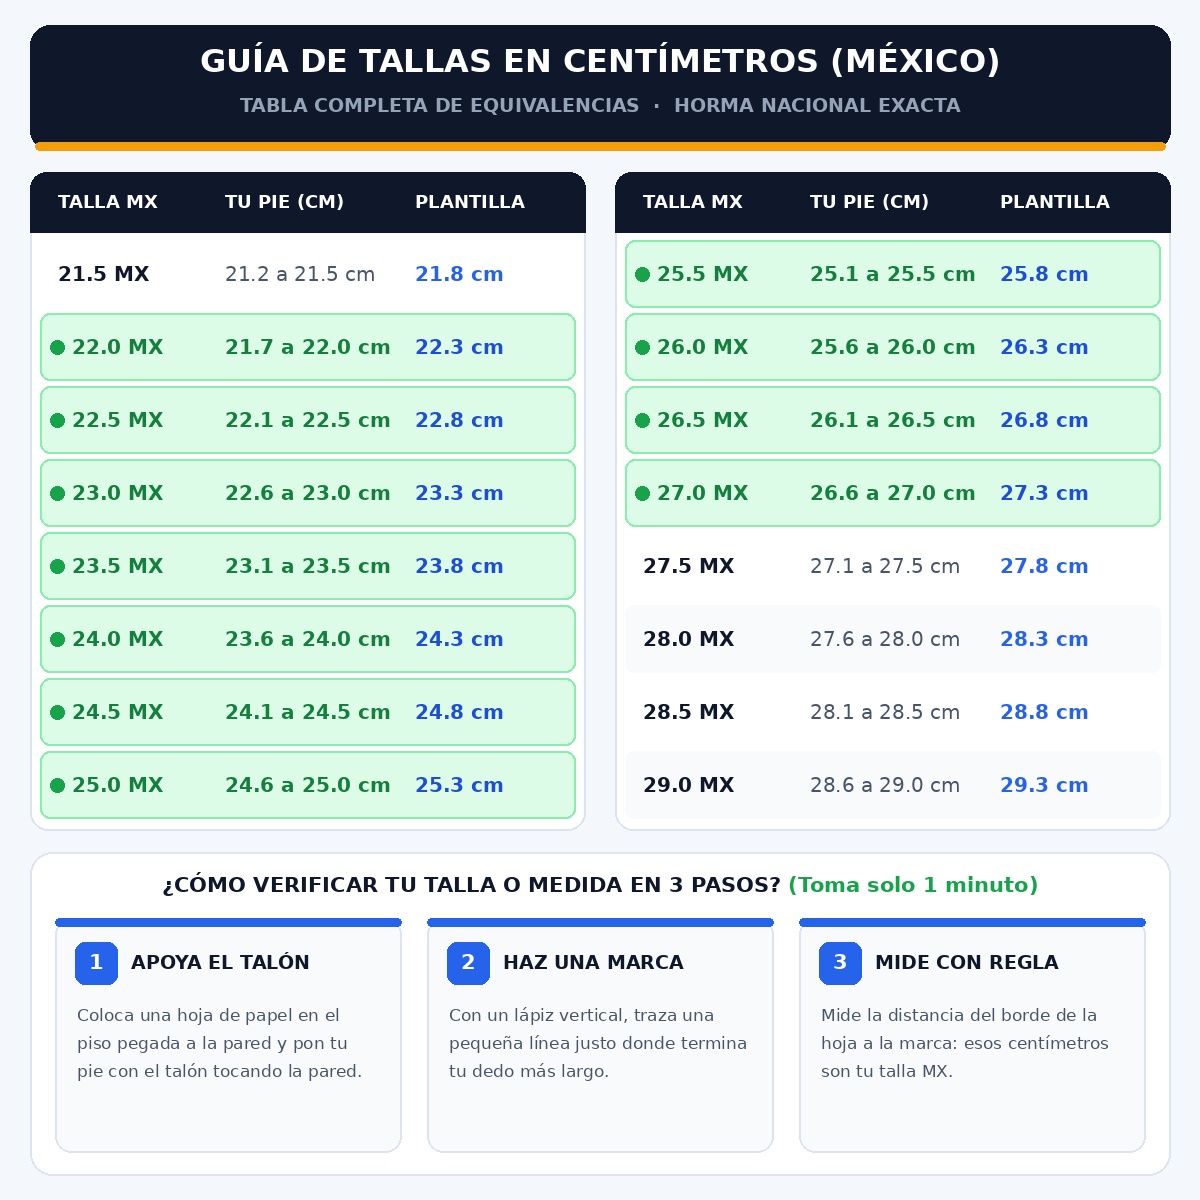 GUÍA DE TALLAS EN CENTÍMETROS (MÉXICO)
TABLA COMPLETA DE EQUIVALENCIAS · HORMA NACIONAL EXACTA
TALLA MX TU PIE (CM) PLANTILLA
21.5 MX 21.2 a 21.5 cm 21.8 cm
22.0 MX 21.7 a 22.0 cm 22.3 cm
22.5 MX 22.1 a 22.5 cm 22.8 cm
23.0 MX 22.6 a 23.0 cm 23.3 cm
23.5 MX 23.1 a 23.5 cm 23.8 cm
24.0 MX 23.6 a 24.0 cm 24.3 cm
24.5 MX 24.1 a 24.5 cm 24.8 cm
25.0 MX 24.6 a 25.0 cm 25.3 cm
TALLA MX TU PIE (CM) PLANTILLA
25.5 MX 25.1 a 25.5 cm 25.8 cm
26.0 MX 25.6 a 26.0 cm 26.3 cm
26.5 MX 26.1 a 26.5 cm 26.8 cm
27.0 MX 26.6 a 27.0 cm 27.3 cm
27.5 MX 27.1 a 27.5 cm 27.8 cm
28.0 MX 27.6 a 28.0 cm 28.3 cm
28.5 MX 28.1 a 28.5 cm 28.8 cm
29.0 MX 28.6 a 29.0 cm 29.3 cm
¿CÓMO VERIFICAR TU TALLA O MEDIDA EN 3 PASOS? (Toma solo 1 minuto)
1 APOYA EL TALÓN
Coloca una hoja de papel en el
piso pegada a la pared y pon tu
pie con el talón tocando la pared.
2 HAZ UNA MARCA
Con un lápiz vertical, traza una
pequeña línea justo donde termina
tu dedo más largo.
3 MIDE CON REGLA
Mide la distancia del borde de la
hoja a la marca: esos centímetros
son tu talla MX.